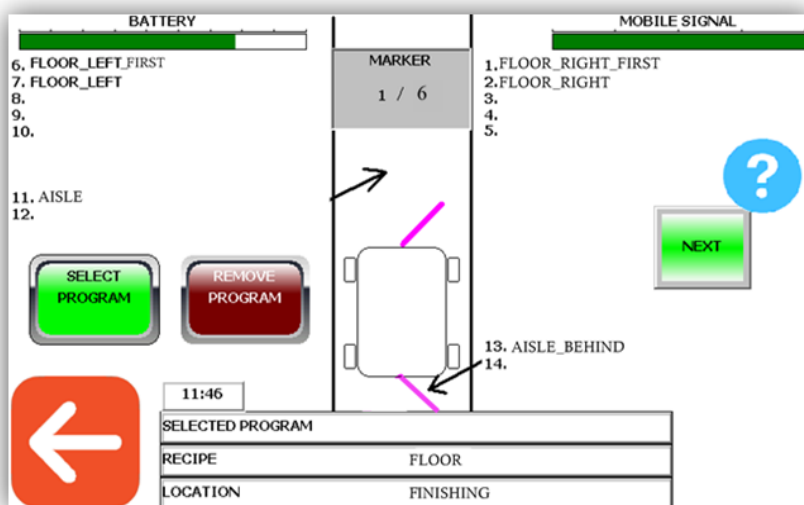 BATTERY
MOBILE SIGNAL
6. FLOOR_LEFT_FIRST
7. FLOOR_LEFT
8.
9.
10.
MARKER
1 / 6
1.FLOOR_RIGHT_FIRST
2.FLOOR_RIGHT
3.
4.
5.
11. AISLE
12.
?
SELECT
PROGRAM
REMOVE
PROGRAM
NEXT
13. AISLE_BEHIND
14.
11:46
SELECTED PROGRAM
RECIPE FLOOR
LOCATION FINISHING